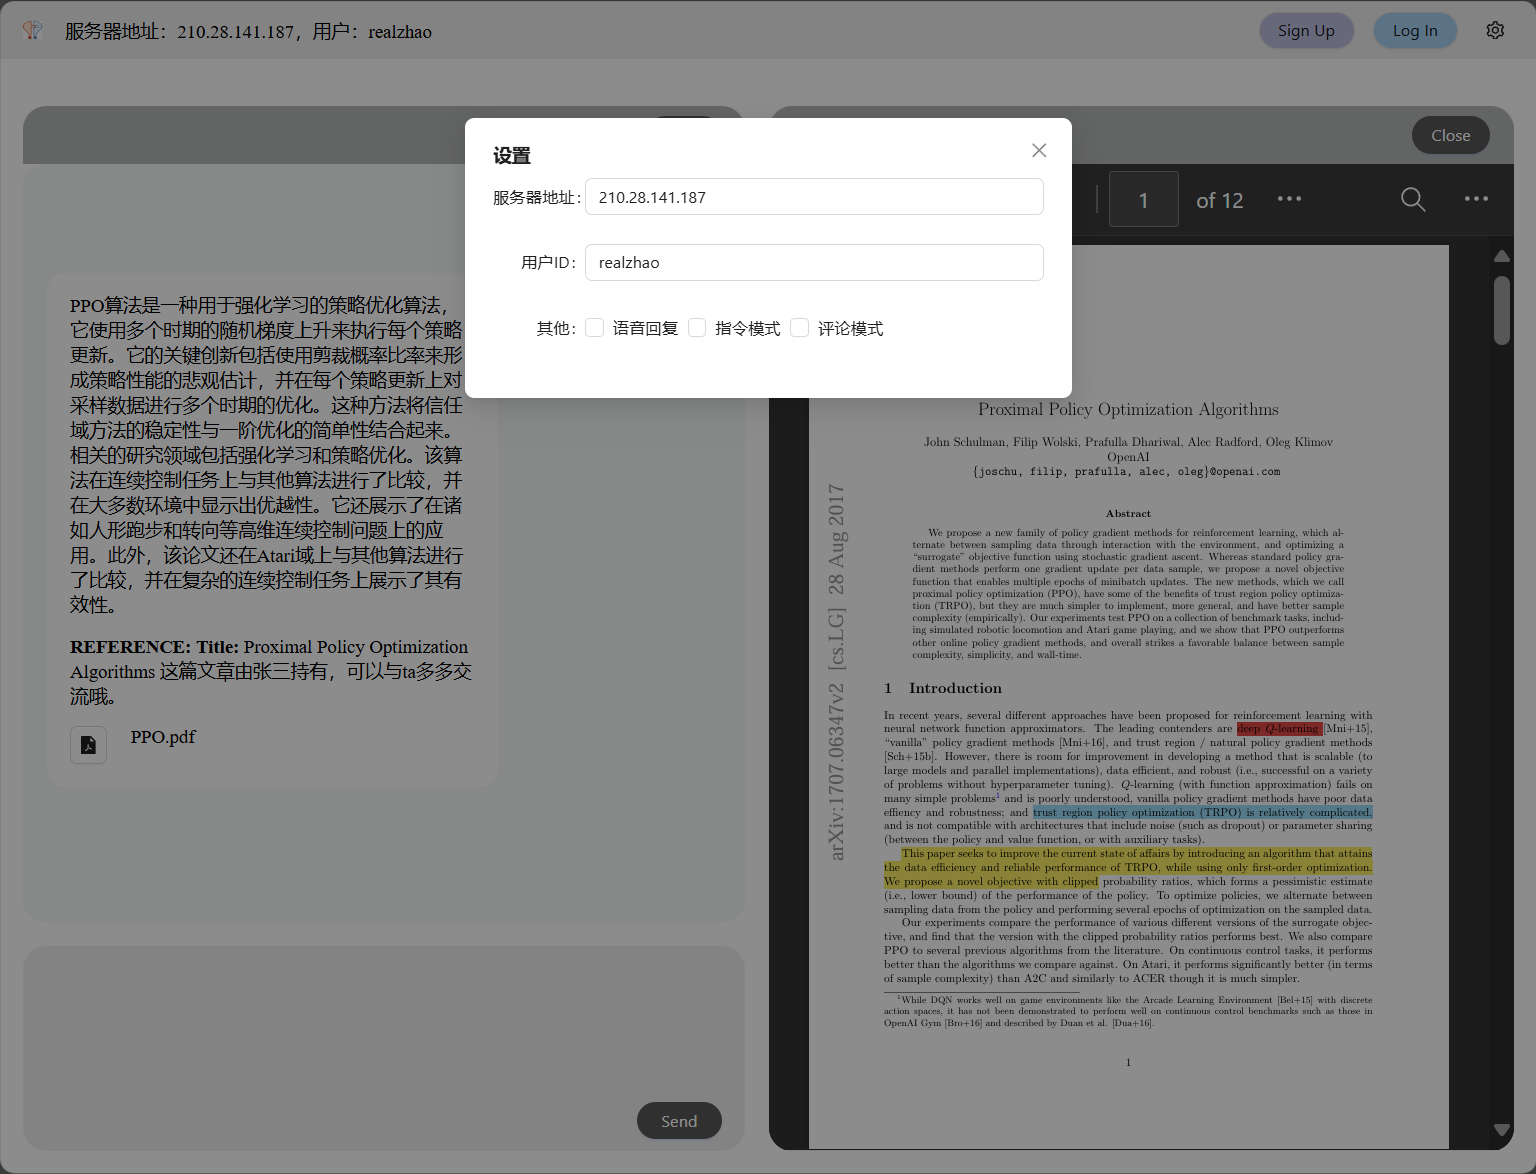 服务器地址：210.28.141.187，用户：realzhao
Sign Up
Log In
设置
服务器地址：
210.28.141.187
用户ID：
realzhao
其他：
语音回复
指令模式
评论模式
PPO算法是一种用于强化学习的策略优化算法，
它使用多个时期的随机梯度上升来执行每个策略
更新。它的关键创新包括使用剪裁概率比率来形
成策略性能的悲观估计，并在每个策略更新上对
采样数据进行多个时期的优化。这种方法将信任
域方法的稳定性与一阶优化的简单性结合起来。
相关的研究领域包括强化学习和策略优化。该算
法在连续控制任务上与其他算法进行了比较，并
在大多数环境中显示出优越性。它还展示了在诸
如人形跑步和转向等高维连续控制问题上的应
用。此外，该论文还在Atari域上与其他算法进行
了比较，并在复杂的连续控制任务上展示了其有
效性。
REFERENCE: Title: Proximal Policy Optimization
Algorithms 这篇文章由张三持有，可以与ta多多交
流哦。
PPO.pdf
Send
Close
1
of 12
Proximal Policy Optimization Algorithms
John Schulman, Filip Wolski, Prafulla Dhariwal, Alec Radford, Oleg Klimov
OpenAI
{joschu, filip, prafulla, alec, oleg}@openai.com
arXiv:1707.06347v2 [cs.LG] 28 Aug 2017
Abstract
We propose a new family of policy gradient methods for reinforcement learning, which al-
ternate between sampling data through interaction with the environment, and optimizing a
“surrogate” objective function using stochastic gradient ascent. Whereas standard policy gra-
dient methods perform one gradient update per data sample, we propose a novel objective
function that enables multiple epochs of minibatch updates. The new methods, which we call
proximal policy optimization (PPO), have some of the benefits of trust region policy optimiza-
tion (TRPO), but they are much simpler to implement, more general, and have better sample
complexity (empirically). Our experiments test PPO on a collection of benchmark tasks, includ-
ing simulated robotic locomotion and Atari game playing, and we show that PPO outperforms
other online policy gradient methods, and overall strikes a favorable balance between sample
complexity, simplicity, and wall-time.
1 Introduction
In recent years, several different approaches have been proposed for reinforcement learning with
neural network function approximators. The leading contenders are deep Q-learning [Mni+15],
“vanilla” policy gradient methods [Mni+16], and trust region / natural policy gradient methods
[Sch+15b]. However, there is room for improvement in developing a method that is scalable (to
large models and parallel implementations), data efficient, and robust (i.e., successful on a variety
of problems without hyperparameter tuning). Q-learning (with function approximation) fails on
many simple problems1 and is poorly understood, vanilla policy gradient methods have poor data
effiency and robustness; and trust region policy optimization (TRPO) is relatively complicated,
and is not compatible with architectures that include noise (such as dropout) or parameter sharing
(between the policy and value function, or with auxiliary tasks).
This paper seeks to improve the current state of affairs by introducing an algorithm that attains
the data efficiency and reliable performance of TRPO, while using only first-order optimization.
We propose a novel objective with clipped probability ratios, which forms a pessimistic estimate
(i.e., lower bound) of the performance of the policy. To optimize policies, we alternate between
sampling data from the policy and performing several epochs of optimization on the sampled data.
Our experiments compare the performance of various different versions of the surrogate objec-
tive, and find that the version with the clipped probability ratios performs best. We also compare
PPO to several previous algorithms from the literature. On continuous control tasks, it performs
better than the algorithms we compare against. On Atari, it performs significantly better (in terms
of sample complexity) than A2C and similarly to ACER though it is much simpler.
1While DQN works well on game environments like the Arcade Learning Environment [Bel+15] with discrete
action spaces, it has not been demonstrated to perform well on continuous control benchmarks such as those in
OpenAI Gym [Bro+16] and described by Duan et al. [Dua+16].
1